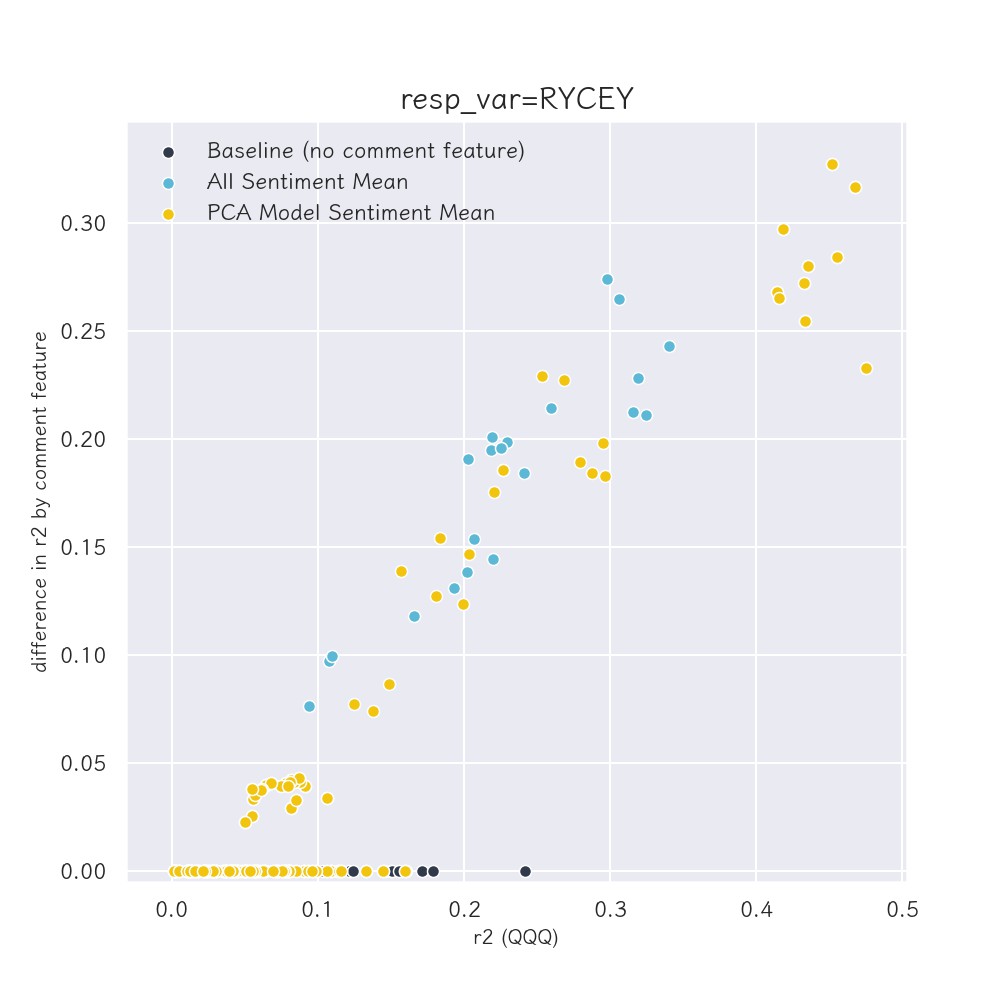 resp_var=RYCEY
Baseline (no comment feature)
All Sentiment Mean
PCA Model Sentiment Mean
difference in r2 by comment feature
0.30
0.25
0.20
0.15
0.10
0.05
0.00
0.0 0.1 0.2 0.3 0.4 0.5
r2 (QQQ)